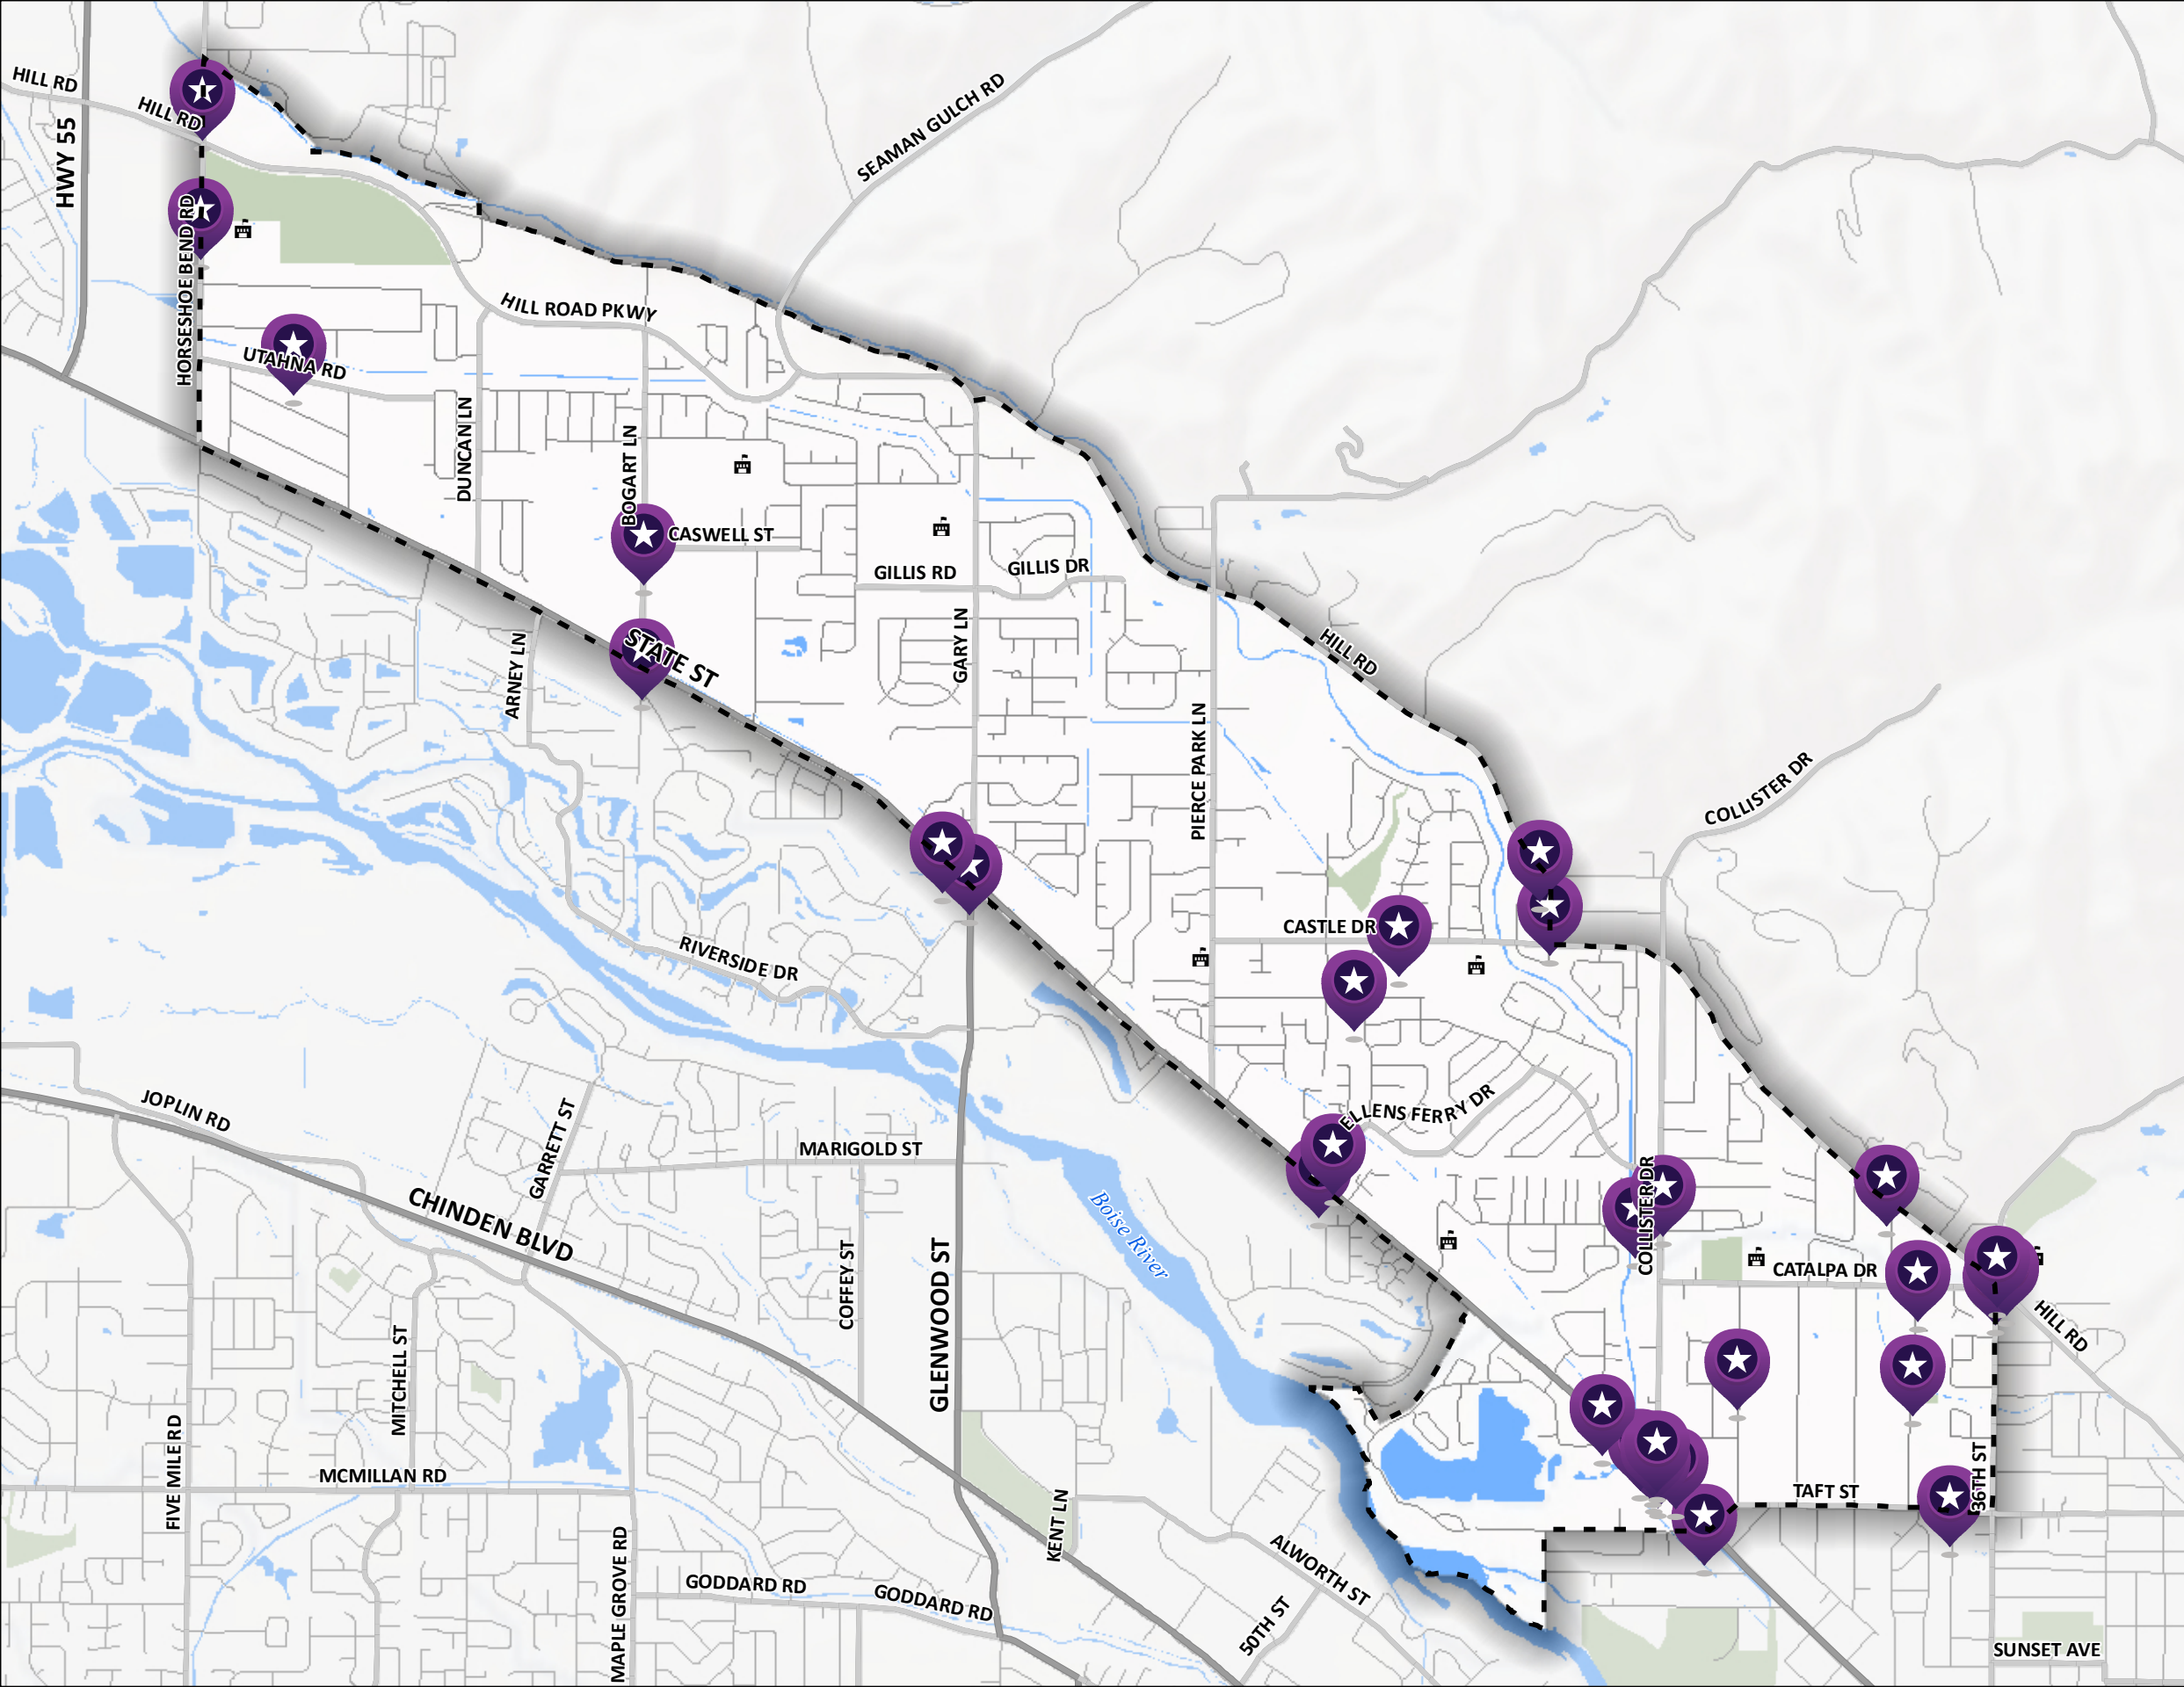 HILL RD
HILL RD
HWY 55
SEAMAN GULCH RD
HORSESHOE BEND RD
HILL ROAD PKWY
UTAHNA RD
DUNCAN LN
BOGART LN
CASWELL ST
GILLIS RD
GILLIS DR
STATE ST
GARY LN
ARNEY LN
HILL RD
PIERCE PARK LN
COLLISTER DR
CASTLE DR
RIVERSIDE DR
JOPLIN RD
GARRETT ST
MARIGOLD ST
ELLENS FERRY DR
CHINDEN BLVD
Boise River
COLLISTER DR
CATALPA DR
COFFEY ST
GLENWOOD ST
HILL RD
MITCHELL ST
FIVE MILE RD
MCMILLAN RD
TAFT ST
36TH ST
KENT LN
MAPLE GROVE RD
ALWORTH ST
GODDARD RD
GODDARD RD
50TH ST
SUNSET AVE